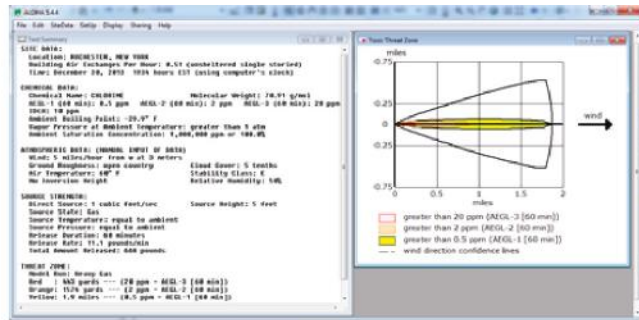 ALOHA 5.4.4
File Edit SiteData SetUp Display Sharing Help
Text Summary
SITE DATA:
Location: ROCHESTER, NEW YORK
Building Air Exchanges Per Hour: 0.51 (unsheltered single storied)
Time: December 20, 2013 hours EST (using computer's clock)
CHEMICAL DATA:
Chemical Name: CHLORINE Molecular Weight: 70.91 g/mol
AEGL-1 (60 min): 0.5 ppm AEGL-2 (60 min): 2 ppm AEGL-3 (60 min): 20 ppm
IDLH: 10 ppm
Ambient Boiling Point: -29.9° F
Vapor Pressure at Ambient Temperature: greater than 1 atm
Ambient Saturation Concentration: 1,000,000 ppm or 100.0%
ATMOSPHERIC DATA: (MANUAL INPUT OF DATA)
Wind: 5 miles/hour from w at meters
Ground Roughness: open country Cloud Cover: 5 tenths
Air Temperature: 60° F Stability Class: E
No Inversion Height Relative Humidity: 50%
SOURCE STRENGTH:
Direct Source: 1 cubic feet/sec Source Height: 5 feet
Source State: Gas
Source Temperature: equal to ambient
Source Pressure: equal to ambient
Release Duration: 60 minutes
Release Rate: 11.1 pounds/min
Total Amount Released: pounds
THREAT ZONE:
Model Run: Heavy Gas
Red : yards --- (20 ppm = AEGL-3 [60 min])
Orange: yards --- (2 ppm = AEGL-2 [60 min])
Yellow: 1.9 miles --- (0.5 ppm = AEGL-1 [60 min])
Toxic Threat Zone
miles
0.75
0.25
0
0.25
0.75
0 0.5 1 1.5 2
miles
wind
greater than 20 ppm (AEGL-3 [60 min])
greater than 2 ppm (AEGL-2 [60 min])
greater than 0.5 ppm (AEGL-1 [60 min])
wind direction confidence lines